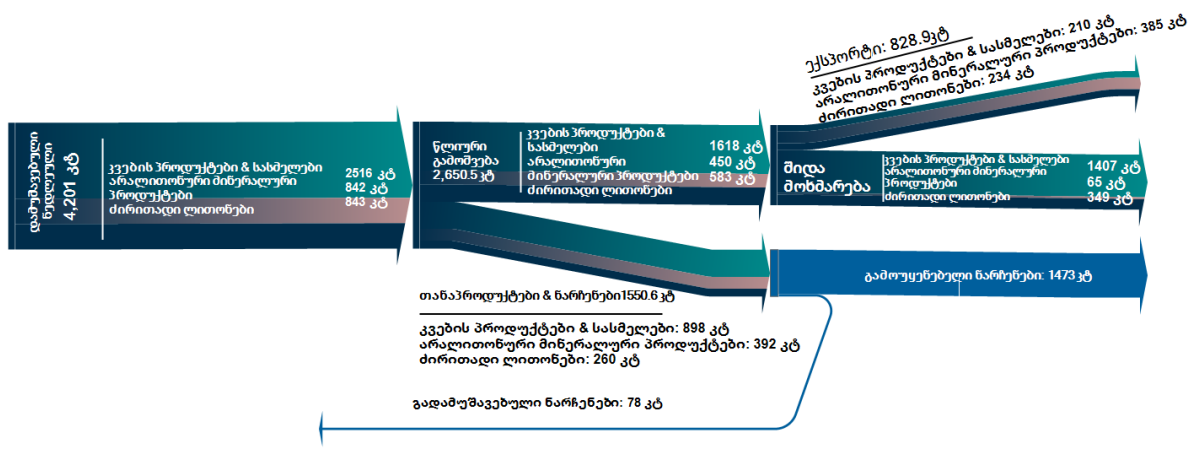 დამუშავებული
ნედლეული
4,201 კტ
კვების პროდუქტები & სასმელები 2516 კტ
არალითონური მინერალური 842 კტ
პროდუქტები
ძირითადი ლითონები 843 კტ
წლიური
გამოშვება
2,650.5 კტ
კვების პროდუქტები &
სასმელები 1618 კტ
არალითონური 450 კტ
მინერალური პროდუქტები 583 კტ
ძირითადი ლითონები
ექსპორტი: 828.9კტ
კვების პროდუქტები & სასმელები: 210 კტ
არალითონური მინერალური პროდუქტები: 385 კტ
ძირითადი ლითონები: 234 კტ
შიდა
მოხმარება
კვების პროდუქტები & სასმელები 1407 კტ
არალითონური მინერალური
პროდუქტები 65 კტ
ძირითადი ლითონები 349 კტ
გამოუყენებელი ნარჩენები: 1473 კტ
თანაპროდუქტები & ნარჩენები1550.6 კტ
კვების პროდუქტები & სასმელები: 898 კტ
არალითონური მინერალური პროდუქტები: 392 კტ
ძირითადი ლითონები: 260 კტ
გადამუშავებული ნარჩენები: 78 კტ